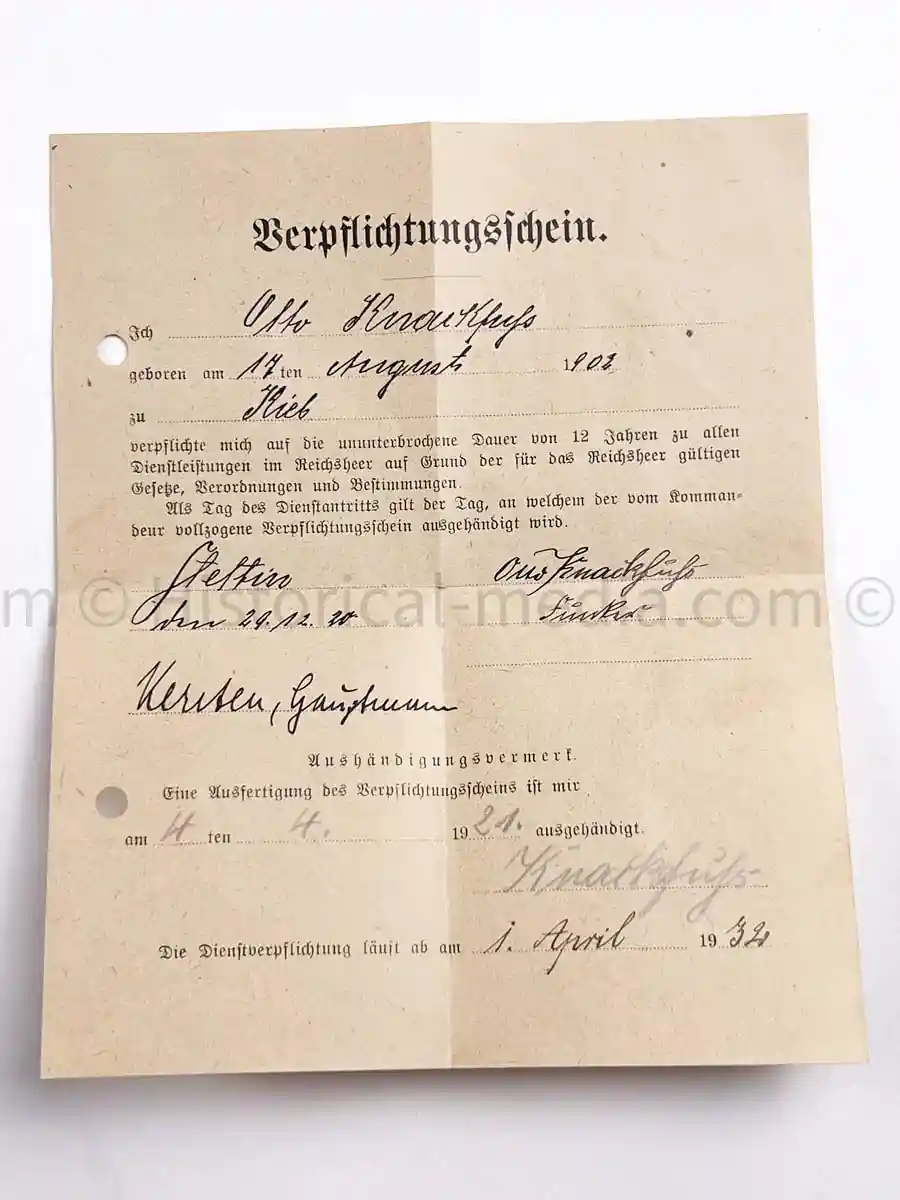 Verpflichtungsschein.
Ich Otto Knackfuss
geboren am 17 ten August 1902
zu Kiel
verpflichte mich auf die ununterbrochene Dauer von 12 Jahren zu allen
Dienstleistungen im Reichsheer auf Grund der für das Reichsheer gültigen
Gesetze, Verordnungen und Bestimmungen.
Als Tag des Dienstantritts gilt der Tag, an welchem der vom Komman-
deur vollzogene Verpflichtungsschein ausgehändigt wird.
Stettin Otto Knackfuss
den 29.12.20 Funker
Kersten, Hauptmann
Aushändigungsvermerk.
Eine Ausfertigung des Verpflichtungsscheins ist mir
am 4 ten 4. 1921. ausgehändigt.
Knackfuss
Die Dienstverpflichtung läuft ab am 1. April 1932
m © historical-media.com ©